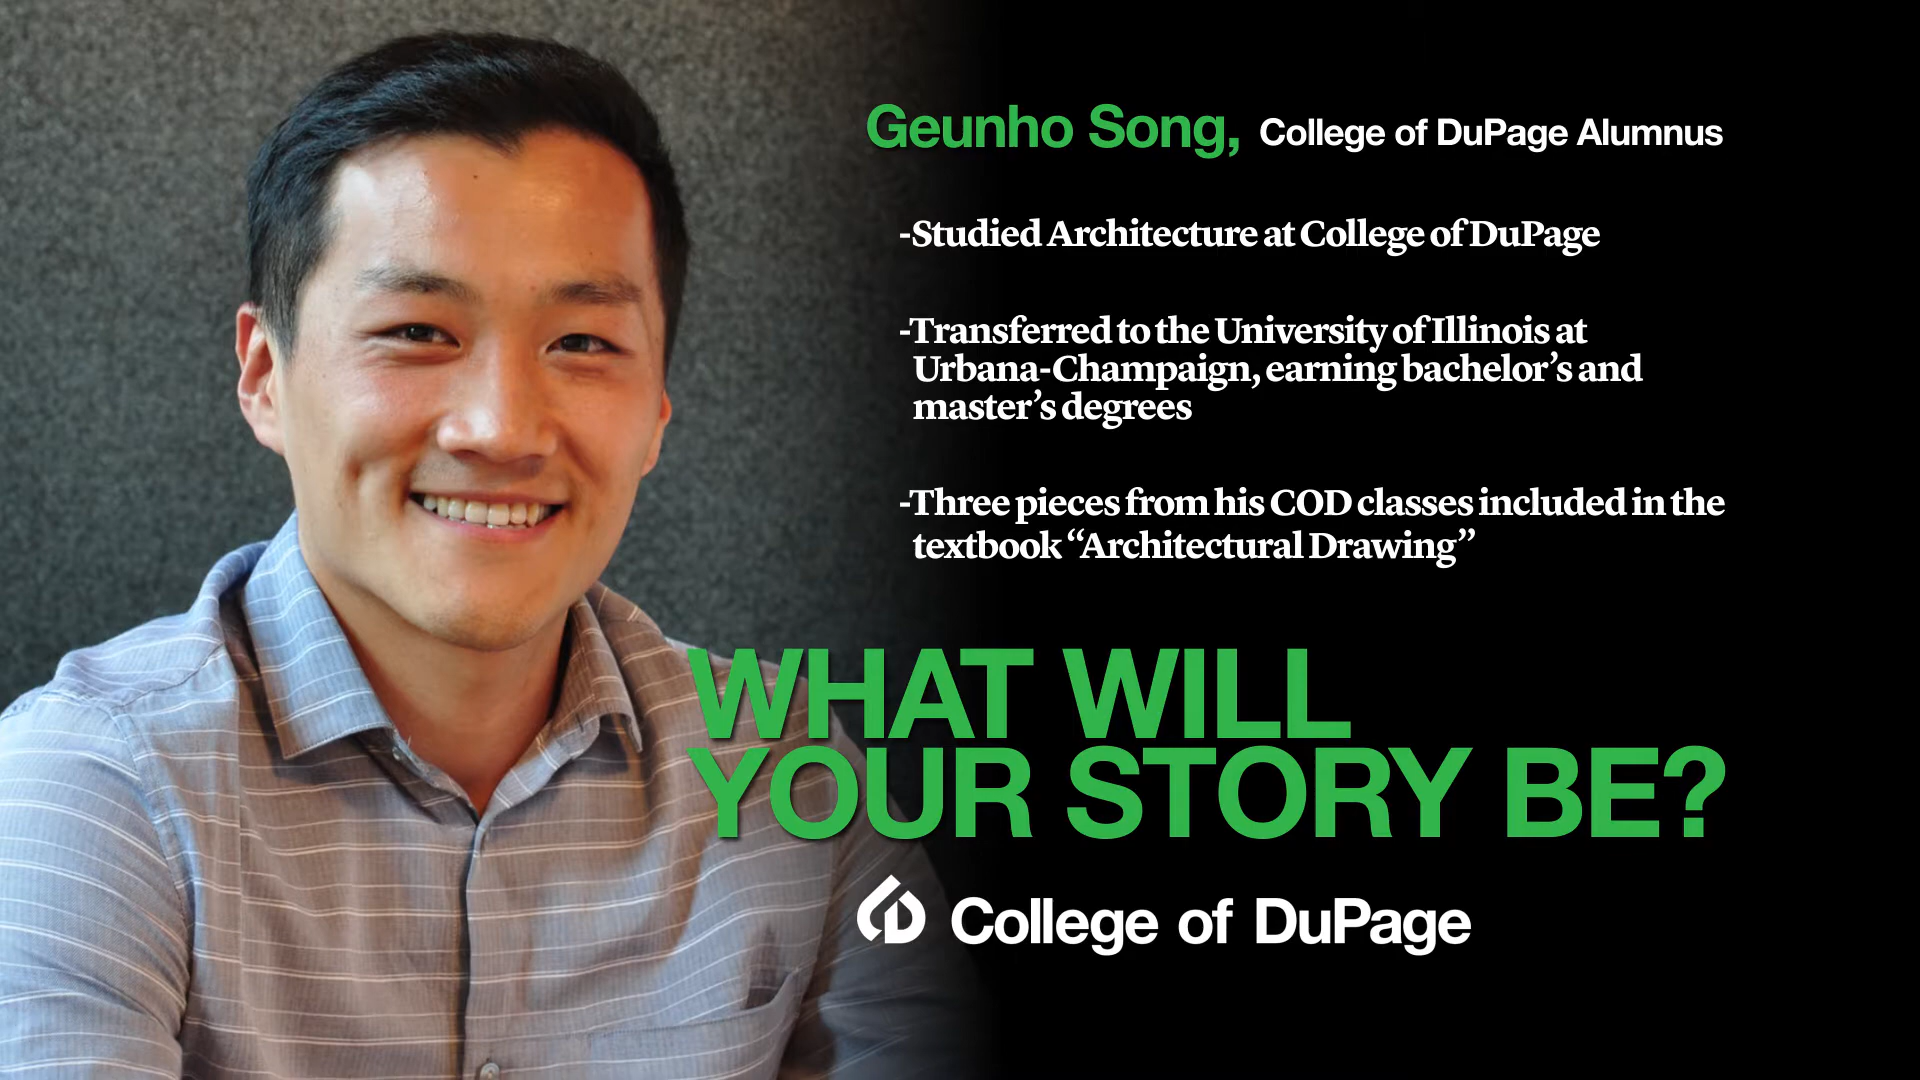 Geunho Song, College of DuPage Alumnus
-Studied Architecture at College of DuPage
-Transferred to the University of Illinois at
Urbana-Champaign, earning bachelor’s and
master’s degrees
-Three pieces from his COD classes included in the
textbook “Architectural Drawing”
WHAT WILL
YOUR STORY BE?
College of DuPage